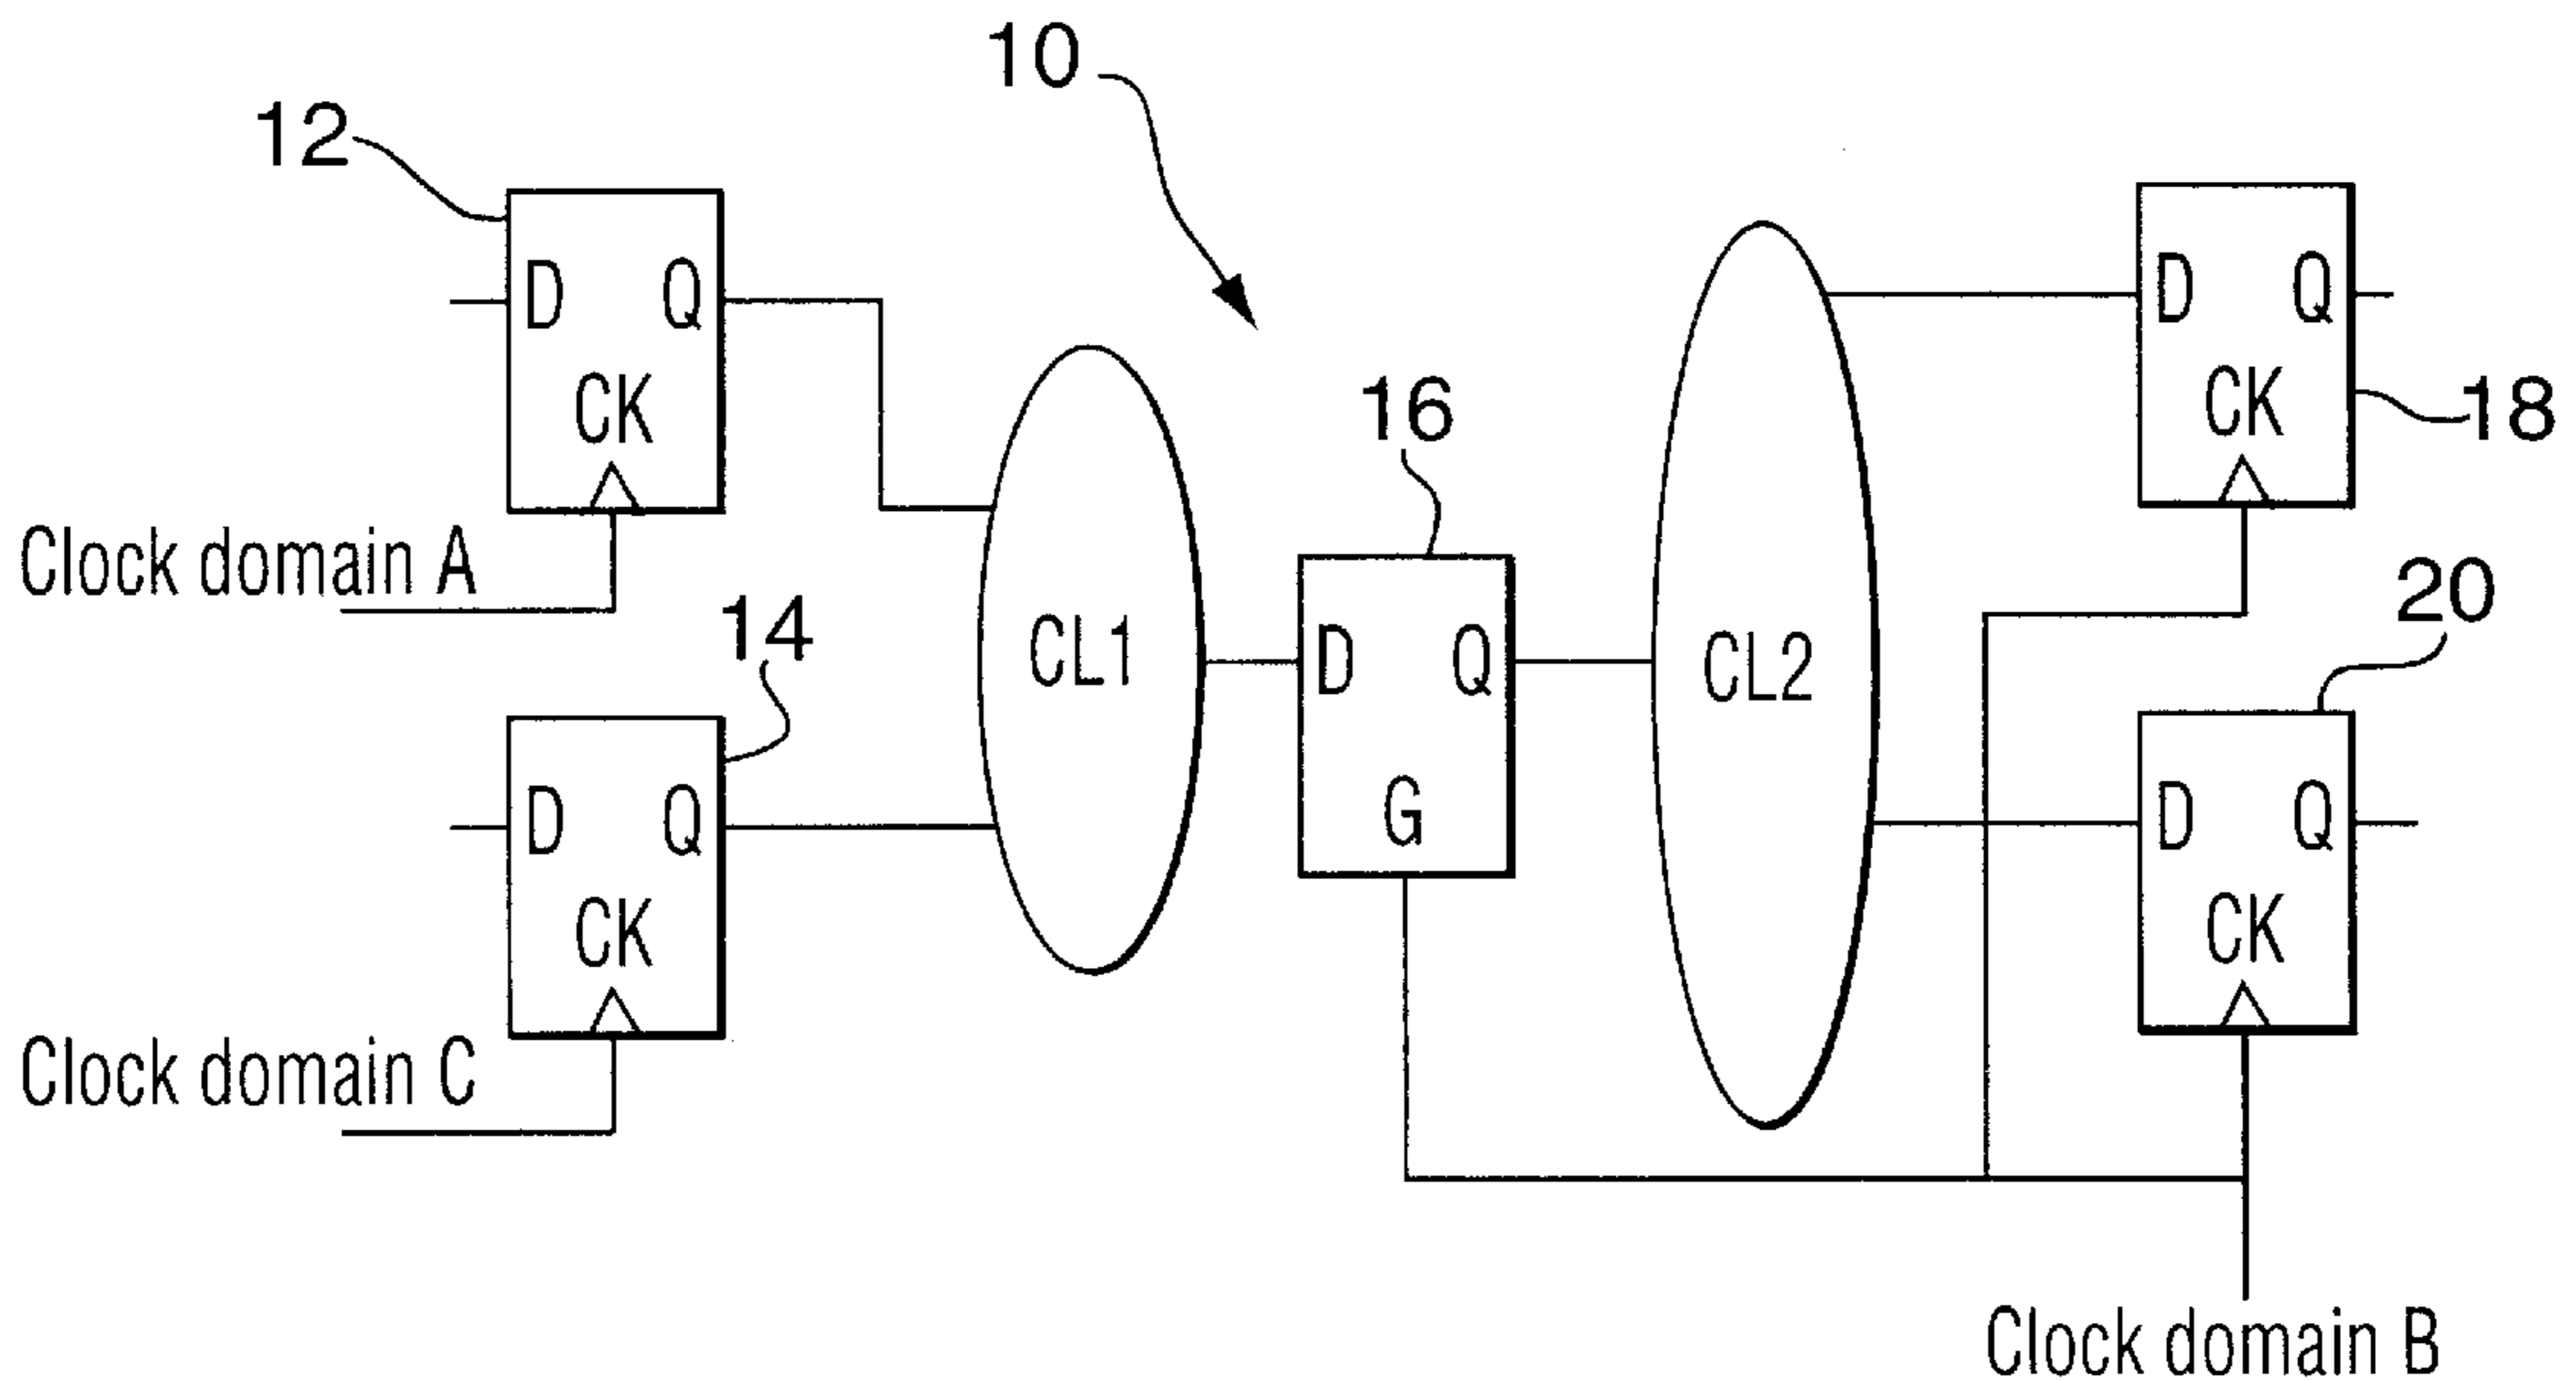 10
12
D Q
CK
Clock domain A
14
D Q
CK
Clock domain C
CL1
16
D Q
G
CL2
D Q
CK
18
20
D Q
CK
Clock domain B